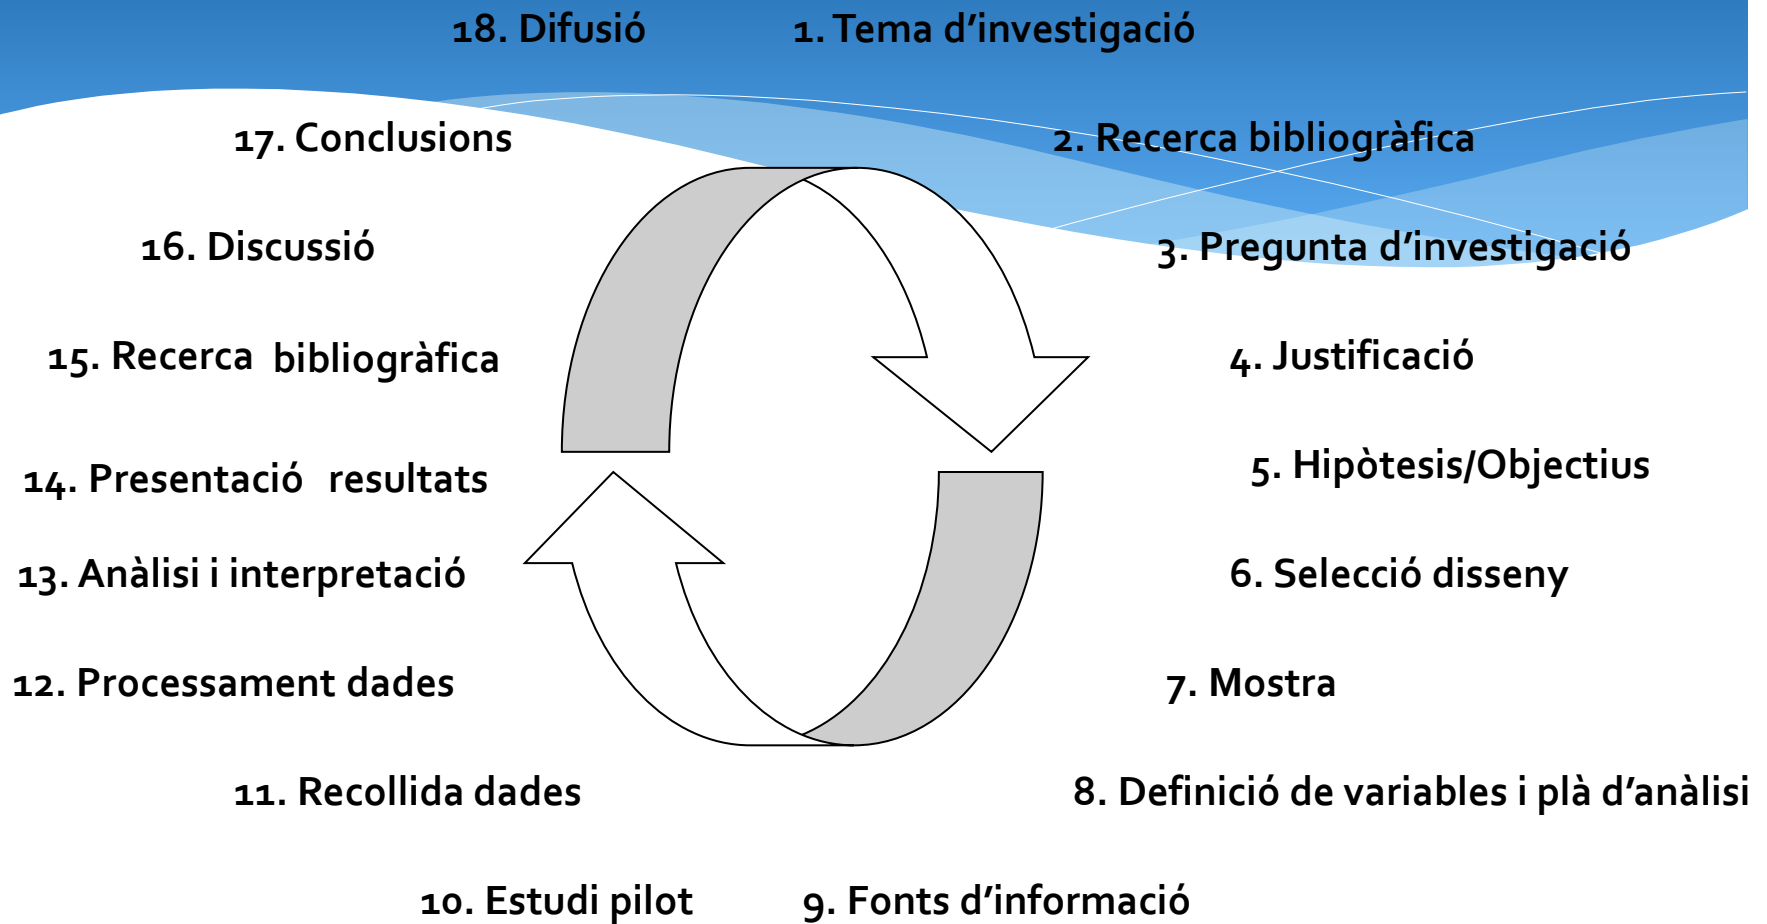 18. Difusió
1. Tema d’investigació
17. Conclusions
2. Recerca bibliogràfica
16. Discussió
3. Pregunta d’investigació
15. Recerca bibliogràfica
4. Justificació
14. Presentació resultats
5. Hipòtesis/Objectius
13. Anàlisi i interpretació
6. Selecció disseny
12. Processament dades
7. Mostra
11. Recollida dades
8. Definició de variables i plà d’anàlisi
10. Estudi pilot
9. Fonts d’informació